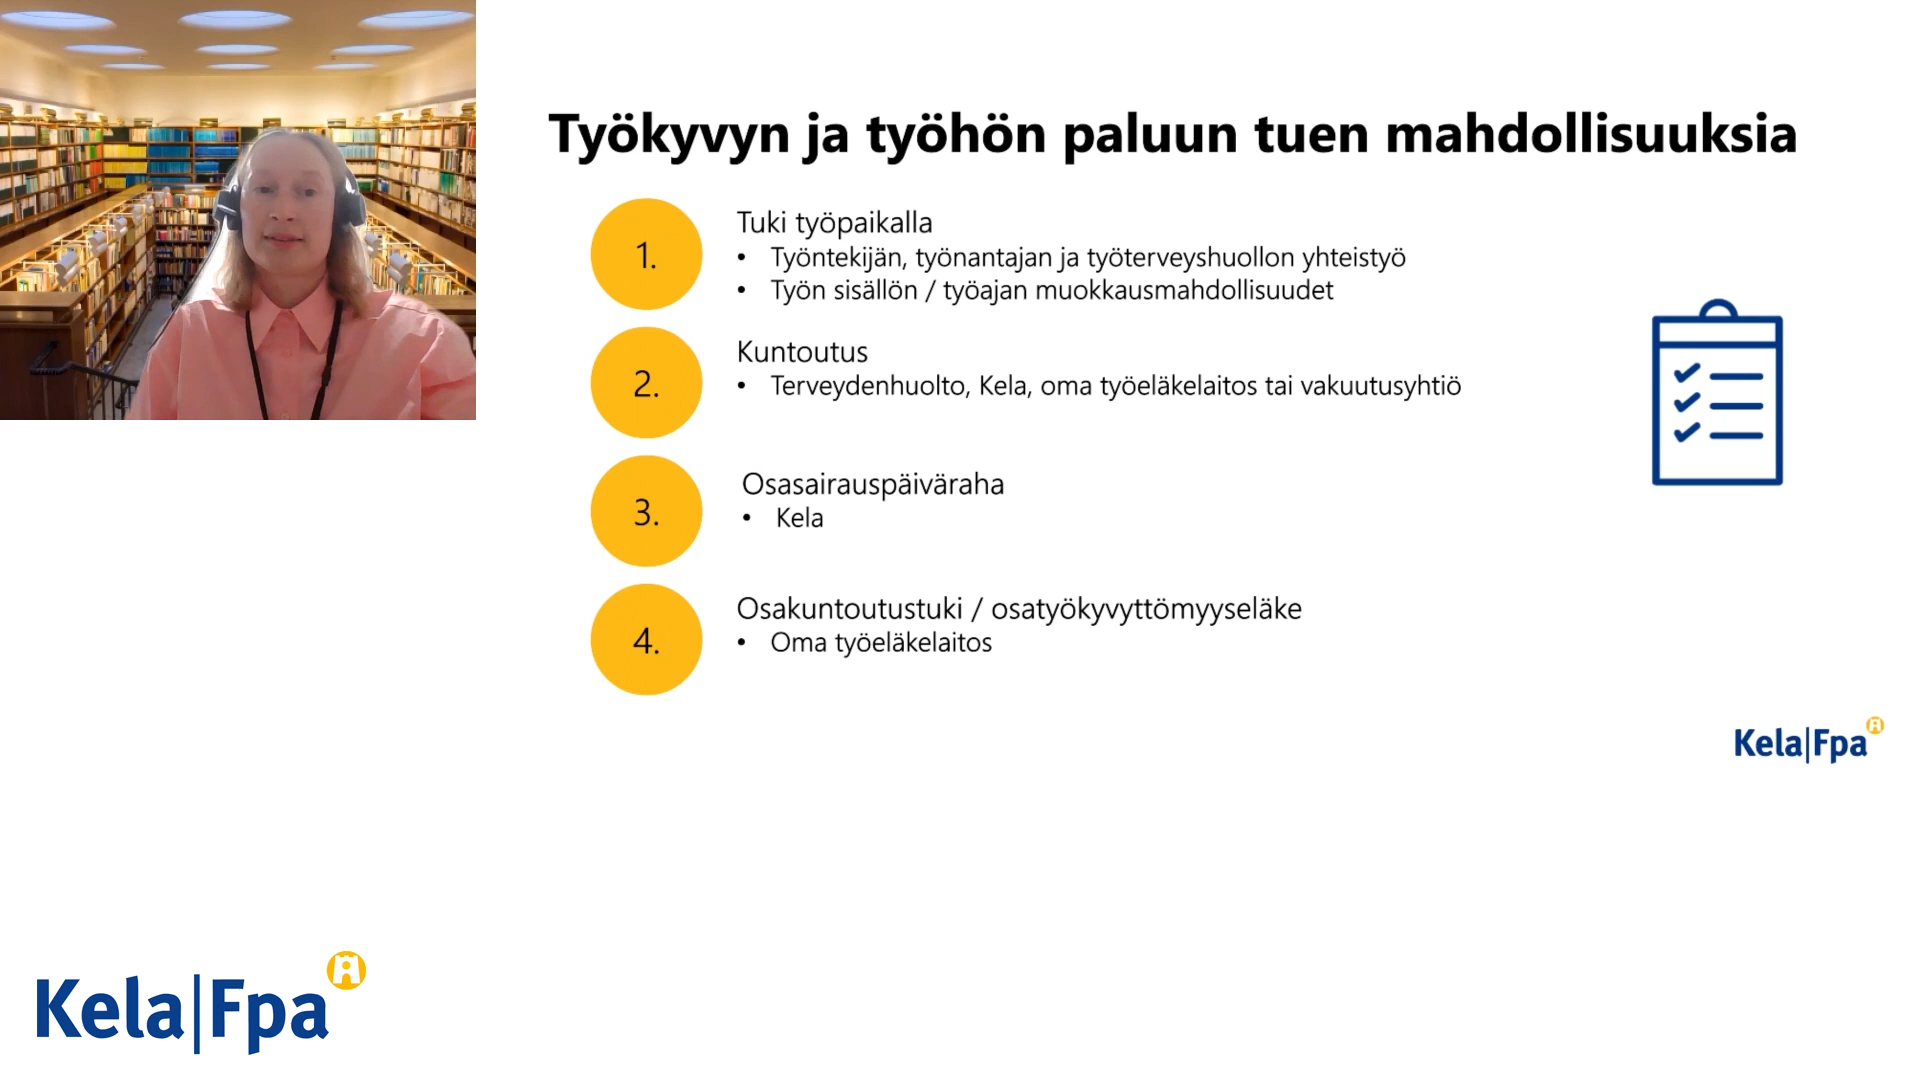 Työkyvyn ja työhön paluun tuen mahdollisuuksia
1.
Tuki työpaikalla
• Työntekijän, työnantajan ja työterveyshuollon yhteistyö
• Työn sisällön / työajan muokkausmahdollisuudet
2.
Kuntoutus
• Terveydenhuolto, Kela, oma työeläkelaitos tai vakuutusyhtiö
3.
Osasairauspäiväraha
• Kela
4.
Osakuntoutustuki / osatyökyvyttömyyseläke
• Oma työeläkelaitos
Kela|Fpa
Kela|Fpa